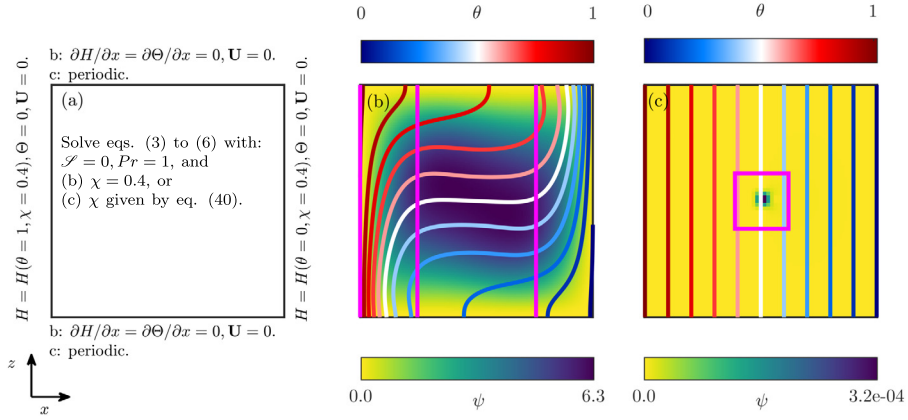 0 θ 1
0 θ 1
b: ∂H/∂x = ∂Θ/∂x = 0, U = 0.
c: periodic.
H = H(θ = 1, χ = 0.4), Θ = 0, U = 0.
(a)
Solve eqs. (3) to (6) with:
𝒮 = 0, Pr = 1, and
(b) χ = 0.4, or
(c) χ given by eq. (40).
H = H(θ = 0, χ = 0.4), Θ = 0, U = 0.
(b)
(c)
b: ∂H/∂x = ∂Θ/∂x = 0, U = 0.
c: periodic.
z
x
0.0 ψ 6.3
0.0 ψ 3.2e-04